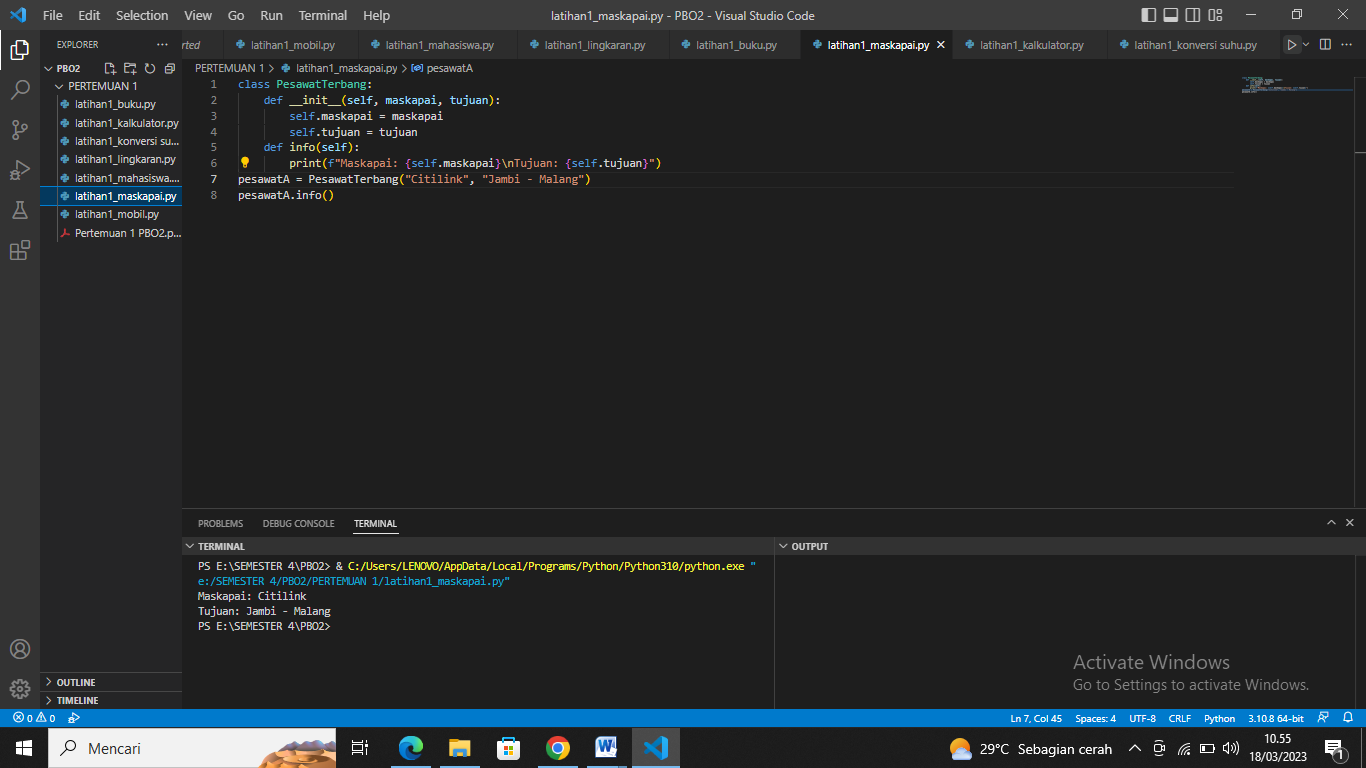 File Edit Selection View Go Run Terminal Help latihan1_maskapai.py - PBO2 - Visual Studio Code
EXPLORER
rted latihan1_mobil.py latihan1_mahasiswa.py latihan1_lingkaran.py latihan1_buku.py latihan1_maskapai.py latihan1_kalkulator.py latihan1_konversi suhu.py
PBO2
PERTEMUAN 1
latihan1_buku.py
latihan1_kalkulator.py
latihan1_konversi su...
latihan1_lingkaran.py
latihan1_mahasiswa....
latihan1_maskapai.py
latihan1_mobil.py
Pertemuan 1 PBO2.p...
OUTLINE
TIMELINE
PERTEMUAN 1 > latihan1_maskapai.py > pesawatA
1 class PesawatTerbang:
2     def __init__(self, maskapai, tujuan):
3         self.maskapai = maskapai
4         self.tujuan = tujuan
5     def info(self):
6         print(f"Maskapai: {self.maskapai}\nTujuan: {self.tujuan}")
7 pesawatA = PesawatTerbang("Citilink", "Jambi - Malang")
8 pesawatA.info()
PROBLEMS DEBUG CONSOLE TERMINAL
TERMINAL
PS E:\SEMESTER 4\PBO2> & C:/Users/LENOVO/AppData/Local/Programs/Python/Python310/python.exe "
e:/SEMESTER 4/PBO2/PERTEMUAN 1/latihan1_maskapai.py"
Maskapai: Citilink
Tujuan: Jambi - Malang
PS E:\SEMESTER 4\PBO2>
OUTPUT
Activate Windows
Go to Settings to activate Windows.
0 0 Ln 7, Col 45 Spaces: 4 UTF-8 CRLF Python 3.10.8 64-bit
Mencari
29°C Sebagian cerah
10.55
18/03/2023
1